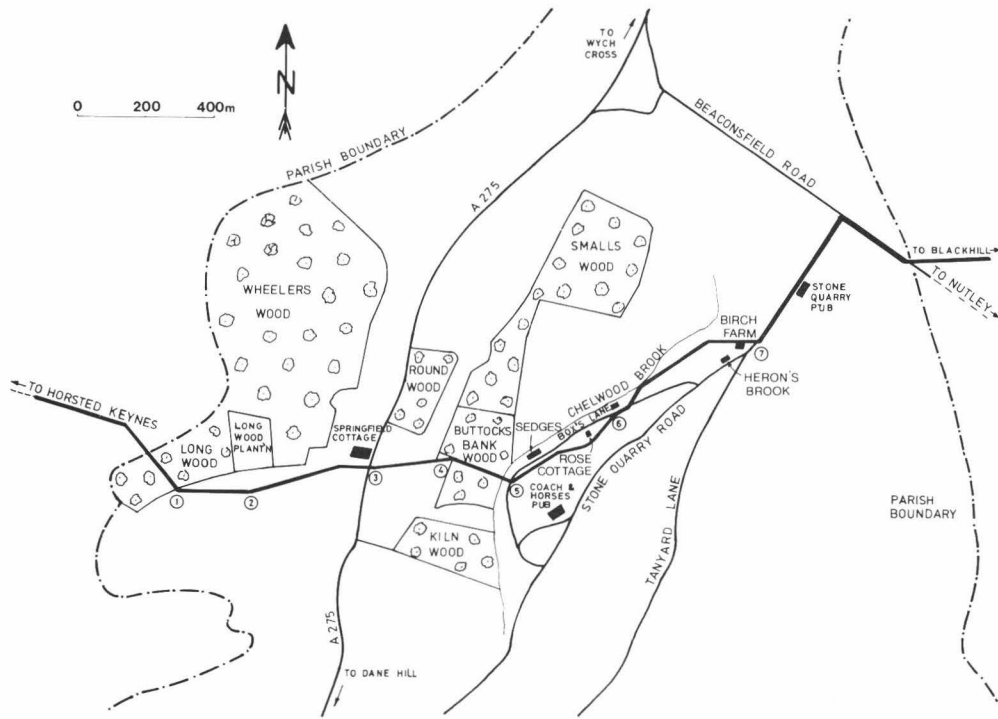 TO
WYCH
CROSS
N
0 200 400m
PARISH BOUNDARY
BEACONSFIELD ROAD
A 275
SMALLS
WOOD
WHEELERS
WOOD
TO BLACKHILL
TO NUTLEY
STONE
QUARRY
PUB
BIRCH
FARM
7
HERON'S
BROOK
ROUND
WOOD
CHELWOOD BROOK
TO HORSTED KEYNES
LONG
WOOD
LONG
WOOD
PLANT'N
SPRINGFIELD
COTTAGE
BUTTOCKS
BANK
WOOD
SEDGES
BOX'S LANE
6
ROSE
COTTAGE
STONE QUARRY ROAD
1
2
3
4
5
COACH &
HORSES
PUB
TANYARD LANE
PARISH
BOUNDARY
KILN
WOOD
A 275
TO DANE HILL